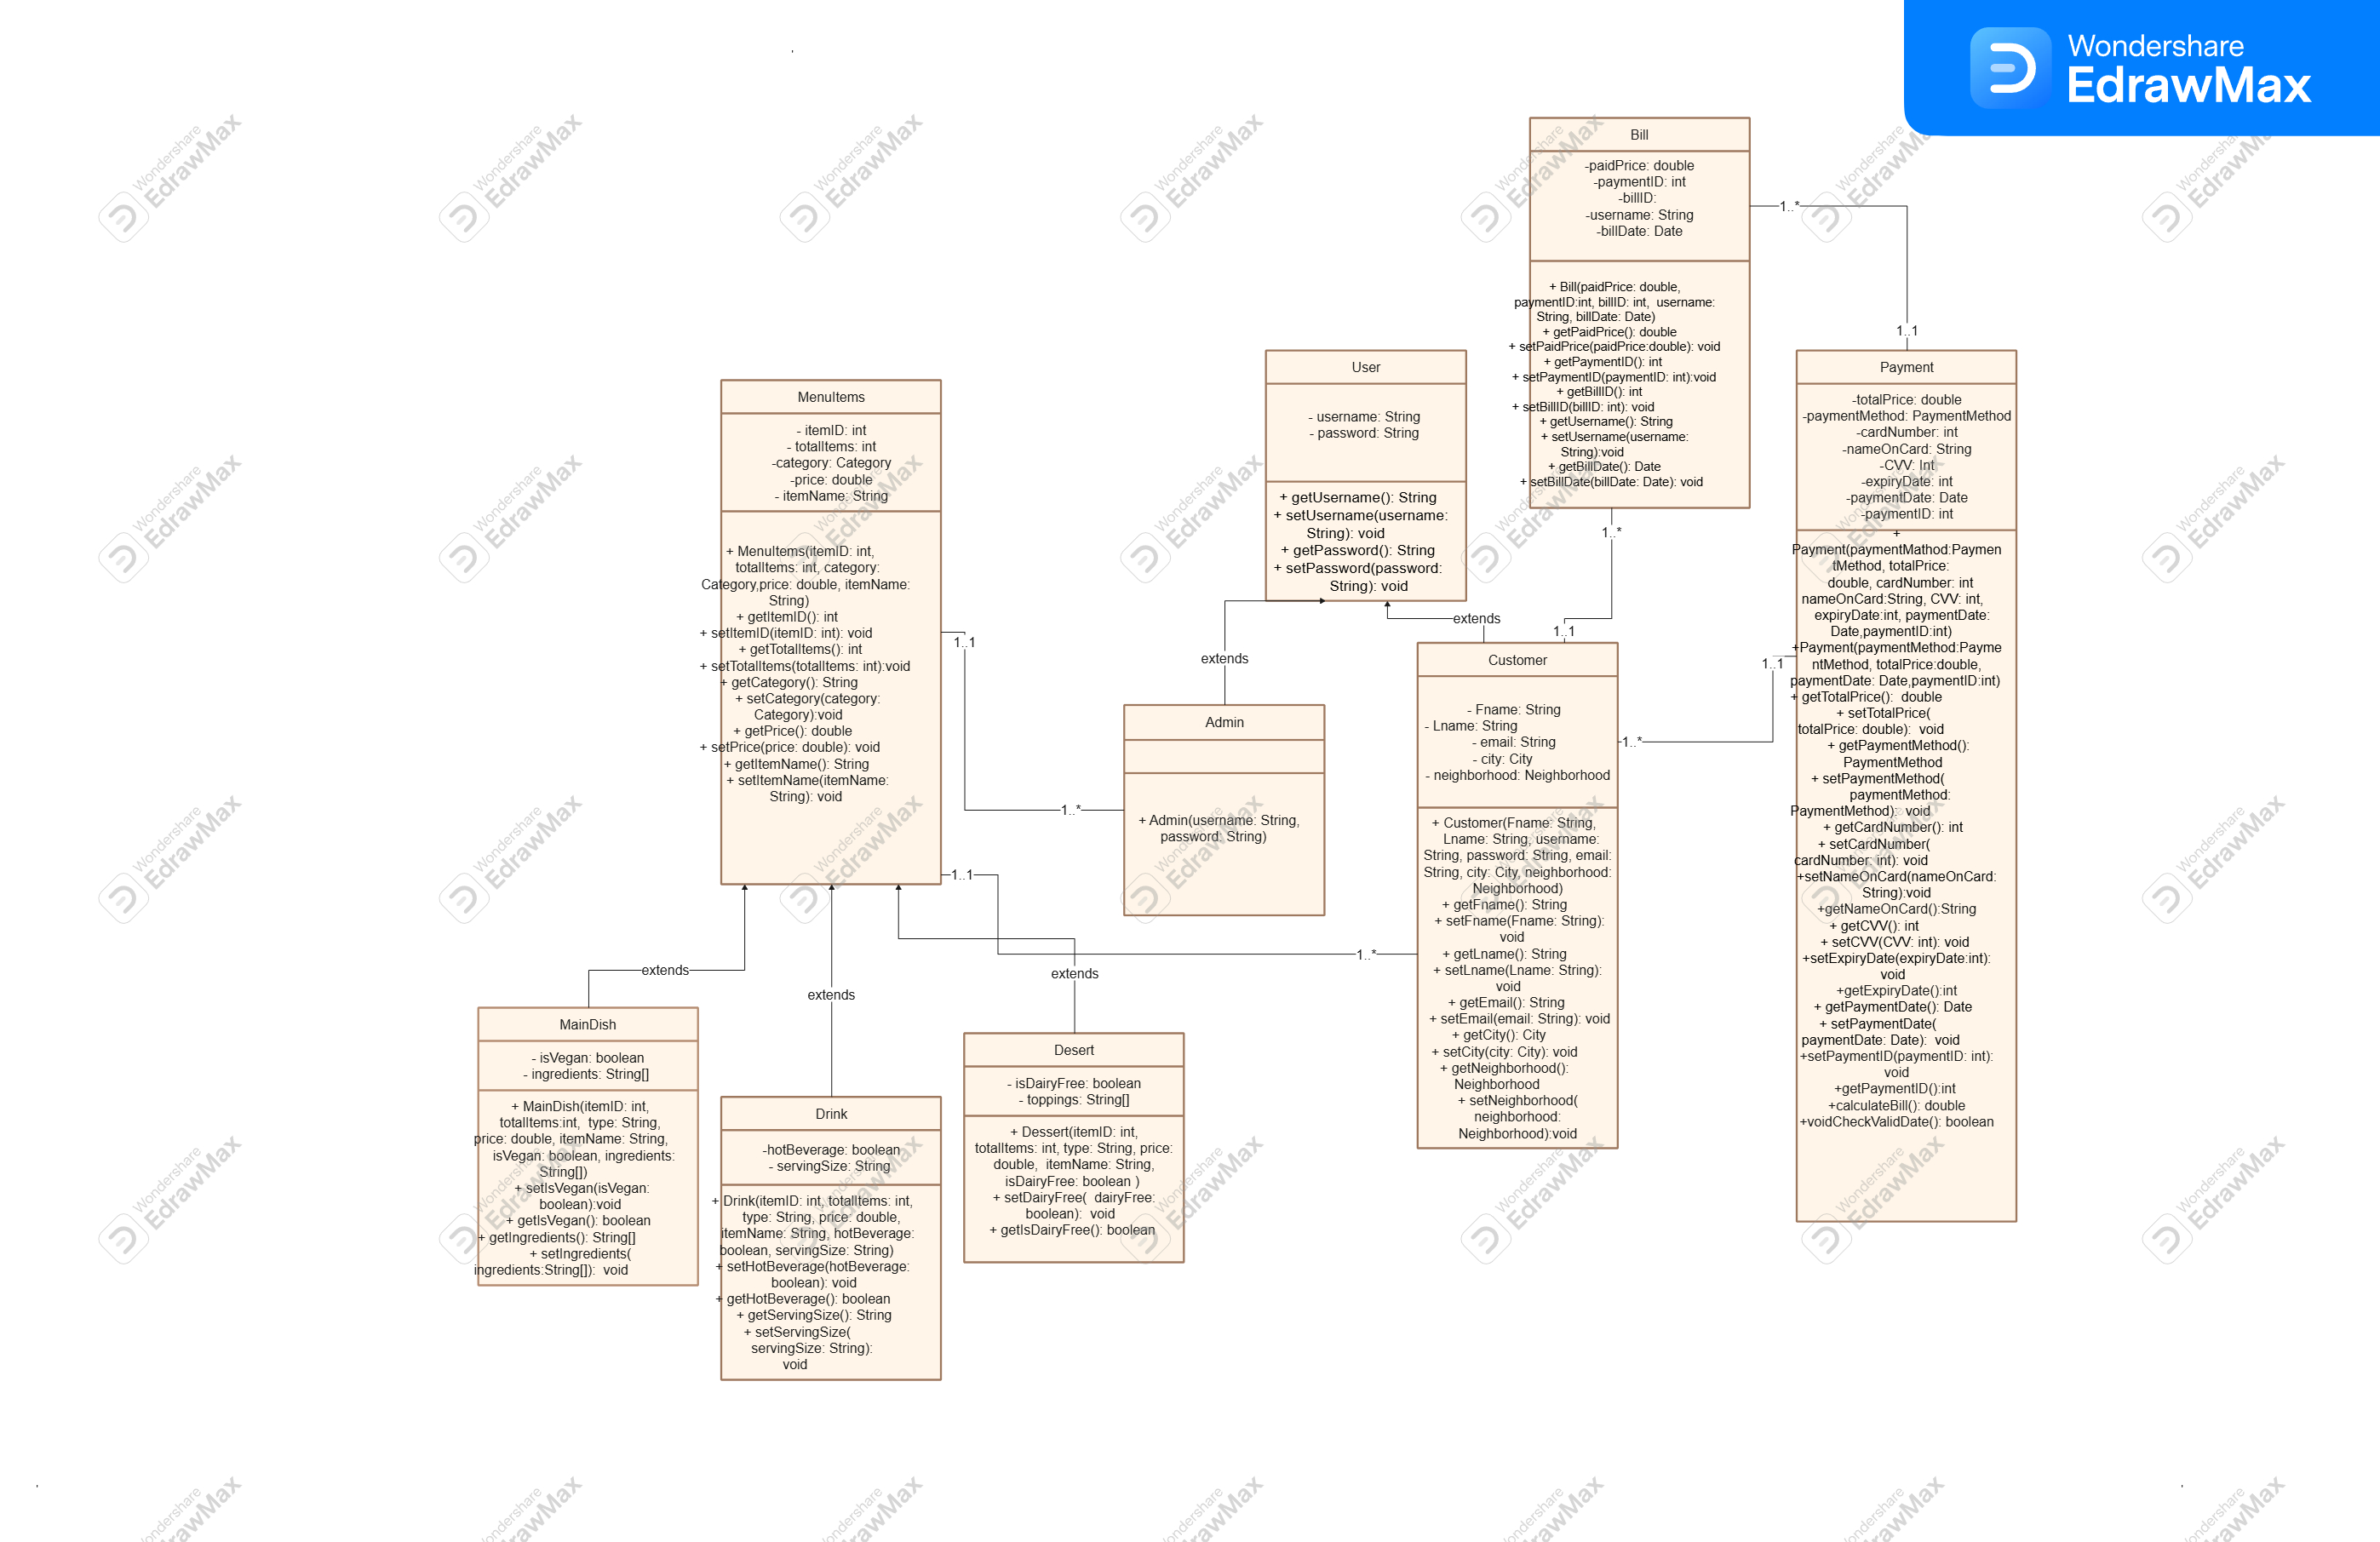 Wondershare
EdrawMax
Bill
-paidPrice: double
-paymentID: int
-billID:
-username: String
-billDate: Date
+ Bill(paidPrice: double,
paymentID:int, billID: int,  username:
String, billDate: Date)
+ getPaidPrice(): double
+ setPaidPrice(paidPrice:double): void
+ getPaymentID(): int
+ setPaymentID(paymentID: int):void
+ getBillID(): int
+ setBillID(billID: int): void
+ getUsername(): String
+ setUsername(username:
String):void
+ getBillDate(): Date
+ setBillDate(billDate: Date): void
1..*
1..1
1..*
1..1
User
- username: String
- password: String
+ getUsername(): String
+ setUsername(username:
String): void
+ getPassword(): String
+ setPassword(password:
String): void
extends
extends
Payment
-totalPrice: double
-paymentMethod: PaymentMethod
-cardNumber: int
-nameOnCard: String
-CVV: Int
-expiryDate: int
-paymentDate: Date
-paymentID: int
+
Payment(paymentMathod:Paymen
tMethod, totalPrice:
double, cardNumber: int
nameOnCard:String, CVV: int,
expiryDate:int, paymentDate:
Date,paymentID:int)
+Payment(paymentMethod:Payme
ntMethod, totalPrice:double,
paymentDate: Date,paymentID:int)
+ getTotalPrice():  double
+ setTotalPrice(
totalPrice: double):  void
+ getPaymentMethod():
PaymentMethod
+ setPaymentMethod(
paymentMethod:
PaymentMethod):  void
+ getCardNumber(): int
+ setCardNumber(
cardNumber: int): void
+setNameOnCard(nameOnCard:
String):void
+getNameOnCard():String
+ getCVV(): int
+ setCVV(CVV: int): void
+setExpiryDate(expiryDate:int):
void
+getExpiryDate():int
+ getPaymentDate(): Date
+ setPaymentDate(
paymentDate: Date):  void
+setPaymentID(paymentID: int):
void
+getPaymentID():int
+calculateBill(): double
+voidCheckValidDate(): boolean
MenuItems
- itemID: int
- totalItems: int
-category: Category
-price: double
- itemName: String
+ MenuItems(itemID: int,
totalItems: int, category:
Category,price: double, itemName:
String)
+ getItemID(): int
+ setItemID(itemID: int): void
+ getTotalItems(): int
+ setTotalItems(totalItems: int):void
+ getCategory(): String
+ setCategory(category:
Category):void
+ getPrice(): double
+ setPrice(price: double): void
+ getItemName(): String
+ setItemName(itemName:
String): void
1..1
1..*
1..1
1..*
Admin
+ Admin(username: String,
password: String)
Customer
- Fname: String
- Lname: String
- email: String
- city: City
- neighborhood: Neighborhood
+ Customer(Fname: String,
Lname: String, username:
String, password: String, email:
String, city: City, neighborhood:
Neighborhood)
+ getFname(): String
+ setFname(Fname: String):
void
+ getLname(): String
+ setLname(Lname: String):
void
+ getEmail(): String
+ setEmail(email: String): void
+ getCity(): City
+ setCity(city: City): void
+ getNeighborhood():
Neighborhood
+ setNeighborhood(
neighborhood:
Neighborhood):void
1..*
1..1
extends
extends
extends
MainDish
- isVegan: boolean
- ingredients: String[]
+ MainDish(itemID: int,
totalItems:int,  type: String,
price: double, itemName: String,
isVegan: boolean, ingredients:
String[])
+ setIsVegan(isVegan:
boolean):void
+ getIsVegan(): boolean
+ getIngredients(): String[]
+ setIngredients(
ingredients:String[]):  void
Drink
-hotBeverage: boolean
- servingSize: String
+ Drink(itemID: int, totalItems: int,
type: String, price: double,
itemName: String, hotBeverage:
boolean, servingSize: String)
+ setHotBeverage(hotBeverage:
boolean): void
+ getHotBeverage(): boolean
+ getServingSize(): String
+ setServingSize(
servingSize: String):
void
Desert
- isDairyFree: boolean
- toppings: String[]
+ Dessert(itemID: int,
totalItems: int, type: String, price:
double,  itemName: String,
isDairyFree: boolean )
+ setDairyFree(  dairyFree:
boolean):  void
+ getIsDairyFree(): boolean